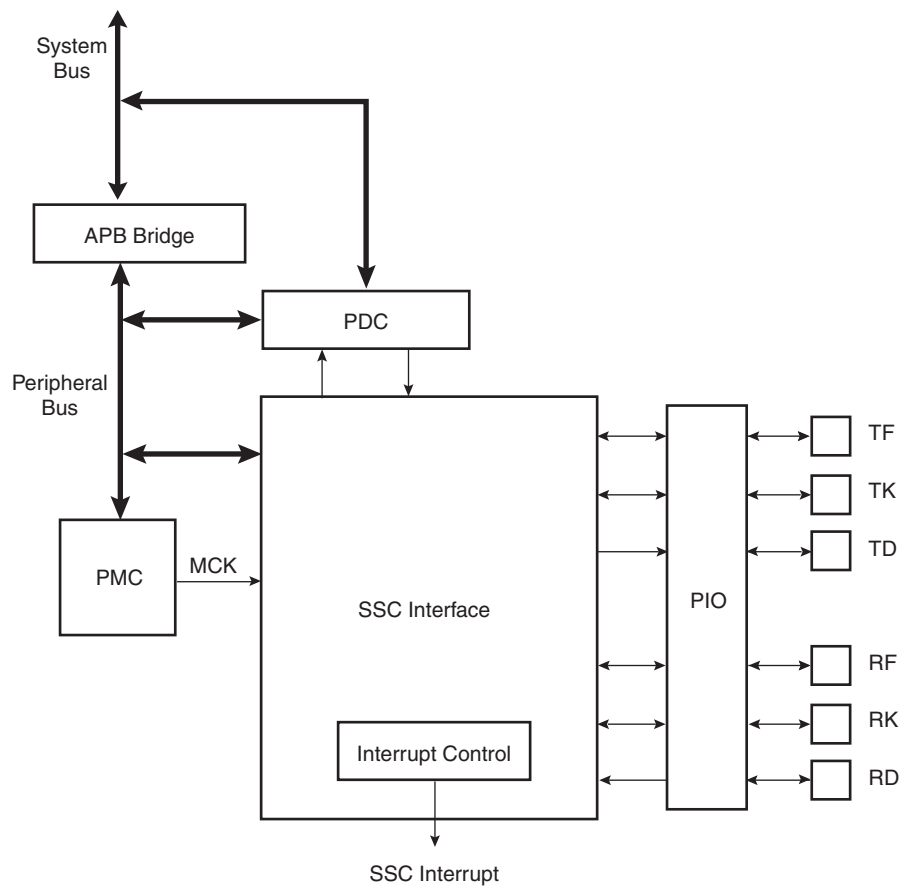 System
Bus
APB Bridge
PDC
Peripheral
Bus
TF
TK
TD
PMC
MCK
SSC Interface
PIO
RF
RK
RD
Interrupt Control
SSC Interrupt